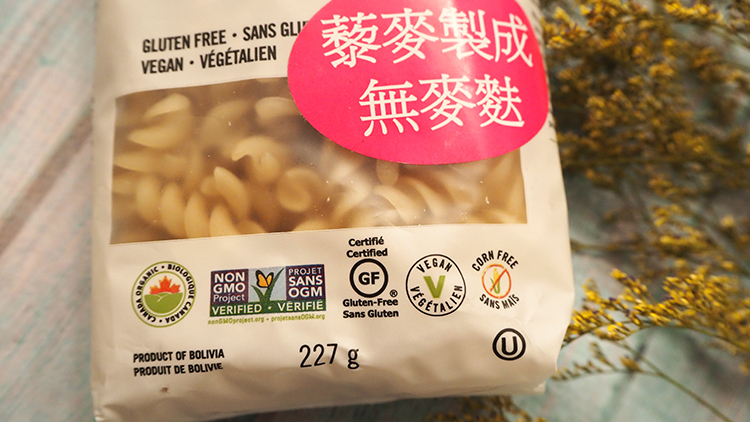 GLUTEN FREE • SANS
VEGAN • VÉGÉTALIEN
藜麥製成
無麥麩
CANADA ORGANIC • BIOLOGIQUE CANADA
NON
GMO
Project
VERIFIED
nonGMOproject.org
PROJET
SANS
OGM
VÉRIFIÉ
projetsansOGM.org
Certifié
Certified
GF
®
Gluten-Free
Sans Gluten
VEGAN
V
VÉGÉTALIEN
CORN FREE
SANS MAÏS
U
PRODUCT OF BOLIVIA
PRODUIT DE BOLIVIE
227 g